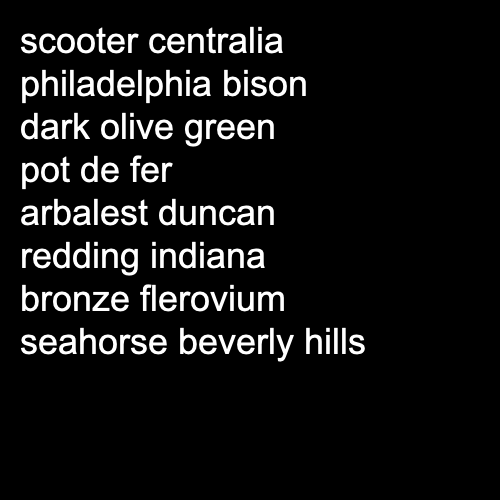 scooter centralia
philadelphia bison
dark olive green
pot de fer
arbalest duncan
redding indiana
bronze flerovium
seahorse beverly hills